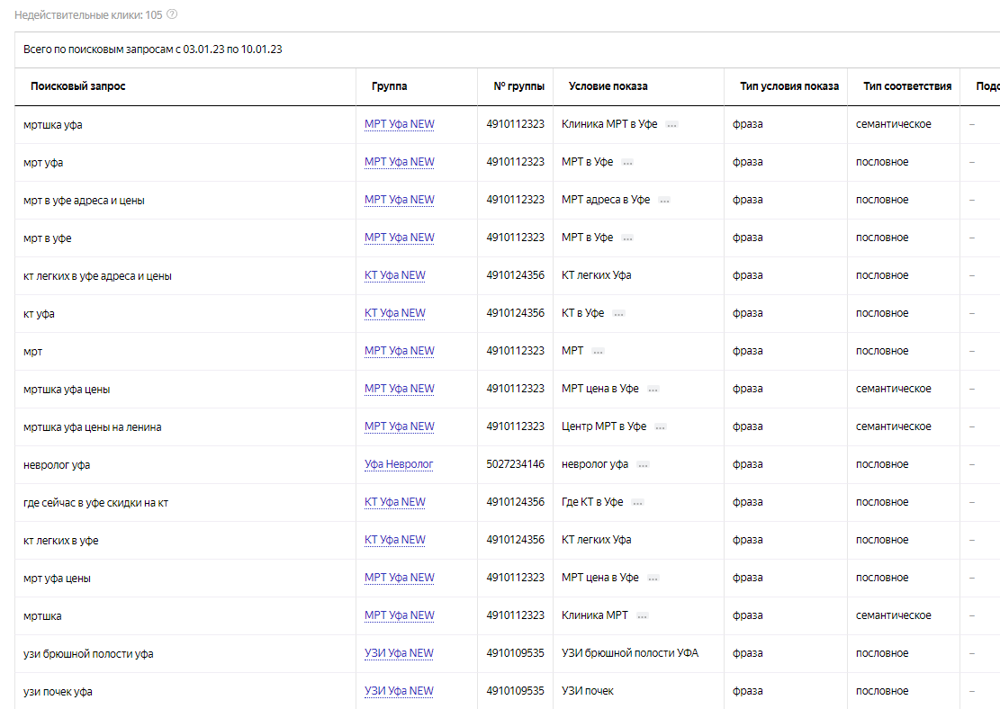 Недействительные клики: 105 ?
Всего по поисковым запросам с 03.01.23 по 10.01.23
Поисковый запрос Группа № группы Условие показа Тип условия показа Тип соответствия Подо
мртшка уфа МРТ Уфа NEW 4910112323 Клиника МРТ в Уфе ... фраза семантическое –
мрт уфа МРТ Уфа NEW 4910112323 МРТ в Уфе ... фраза пословное –
мрт в уфе адреса и цены МРТ Уфа NEW 4910112323 МРТ адреса в Уфе ... фраза пословное –
мрт в уфе МРТ Уфа NEW 4910112323 МРТ в Уфе ... фраза пословное –
кт легких в уфе адреса и цены КТ Уфа NEW 4910124356 КТ легких Уфа фраза пословное –
кт уфа КТ Уфа NEW 4910124356 КТ в Уфе ... фраза пословное –
мрт МРТ Уфа NEW 4910112323 МРТ ... фраза пословное –
мртшка уфа цены МРТ Уфа NEW 4910112323 МРТ цена в Уфе ... фраза семантическое –
мртшка уфа цены на ленина МРТ Уфа NEW 4910112323 Центр МРТ в Уфе ... фраза семантическое –
невролог уфа Уфа Невролог 5027234146 невролог уфа ... фраза пословное –
где сейчас в уфе скидки на кт КТ Уфа NEW 4910124356 Где КТ в Уфе ... фраза пословное –
кт легких в уфе КТ Уфа NEW 4910124356 КТ легких Уфа фраза пословное –
мрт уфа цены МРТ Уфа NEW 4910112323 МРТ цена в Уфе ... фраза пословное –
мртшка МРТ Уфа NEW 4910112323 Клиника МРТ ... фраза семантическое –
узи брюшной полости уфа УЗИ Уфа NEW 4910109535 УЗИ брюшной полости УФА фраза пословное –
узи почек уфа УЗИ Уфа NEW 4910109535 УЗИ почек фраза пословное –